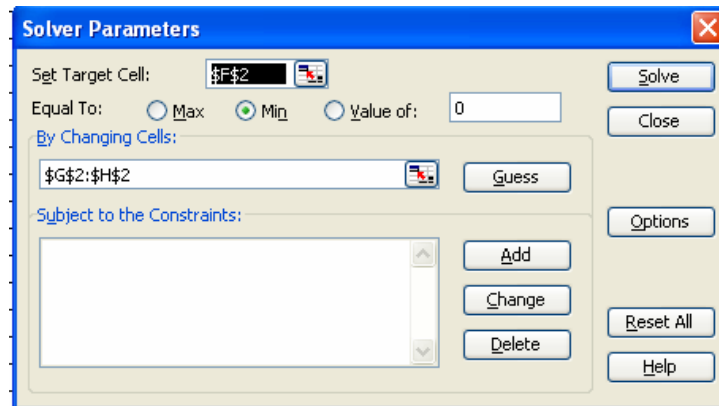 Solver Parameters
Set Target Cell: $F$2 Solve
Equal To: Max Min Value of: 0 Close
By Changing Cells:
$G$2:$H$2 Guess
Subject to the Constraints: Options
Add
Change Reset All
Delete Help